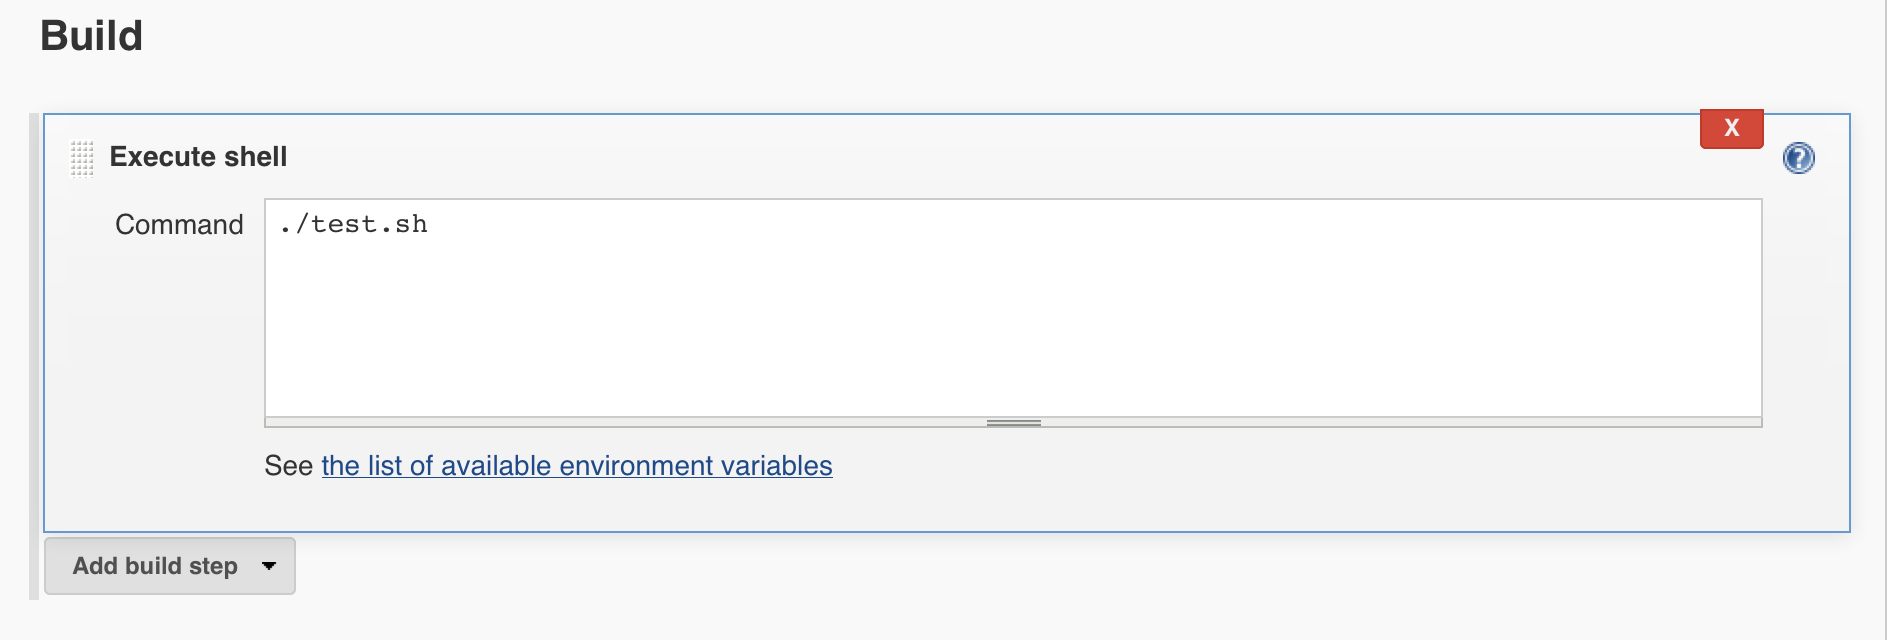 Build
X
Execute shell
?
Command
./test.sh
See the list of available environment variables
Add build step